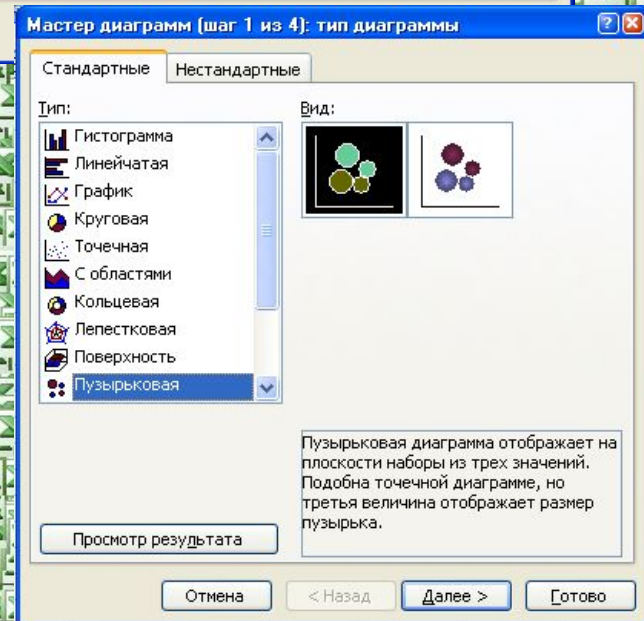 Мастер диаграмм (шаг 1 из 4): тип диаграммы
Стандартные Нестандартные
Тип:
Гистограмма
Линейчатая
График
Круговая
Точечная
С областями
Кольцевая
Лепестковая
Поверхность
Пузырьковая
Вид:
Пузырьковая диаграмма отображает на
плоскости наборы из трех значений.
Подобна точечной диаграмме, но
третья величина отображает размер
пузырька.
Просмотр результата
Отмена < Назад Далее > Готово